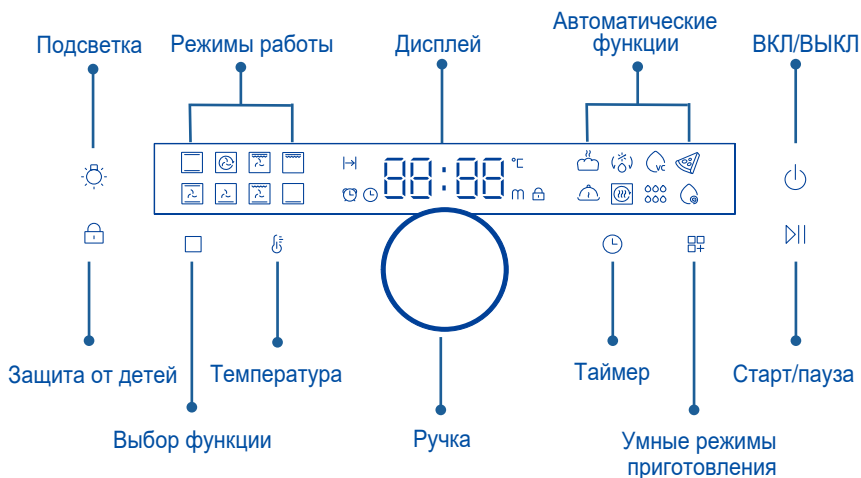 Подсветка
Режимы работы
Дисплей
Автоматические
функции
ВКЛ/ВЫКЛ
88:88
°C
m
VC
Защита от детей
Температура
Таймер
Старт/пауза
Выбор функции
Ручка
Умные режимы
приготовления